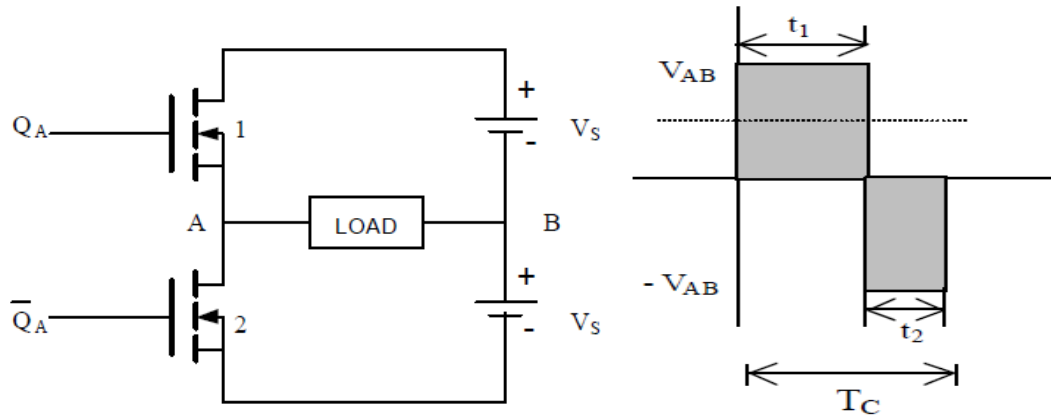 Q_A
1
+
-
V_S
A
LOAD
B
Q̅_A
2
+
-
V_S
t_1
V_AB
- V_AB
t_2
T_C